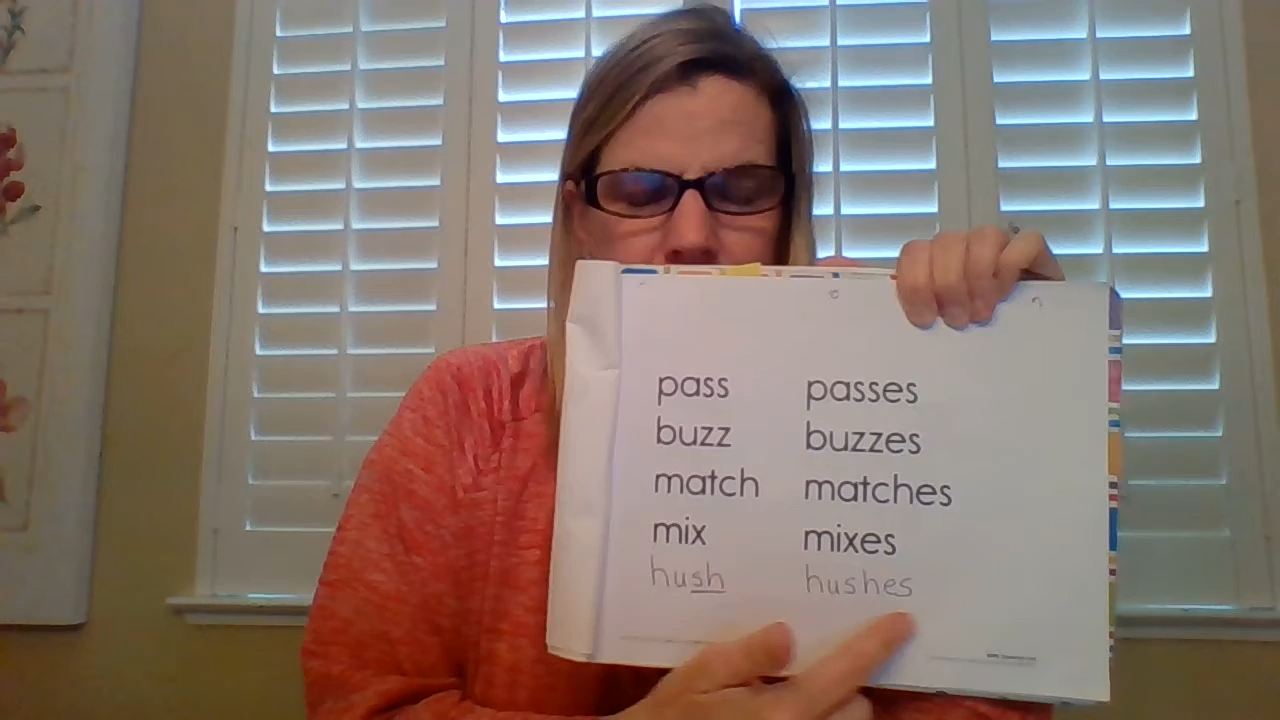 pass passes
buzz buzzes
match matches
mix mixes
hush hushes